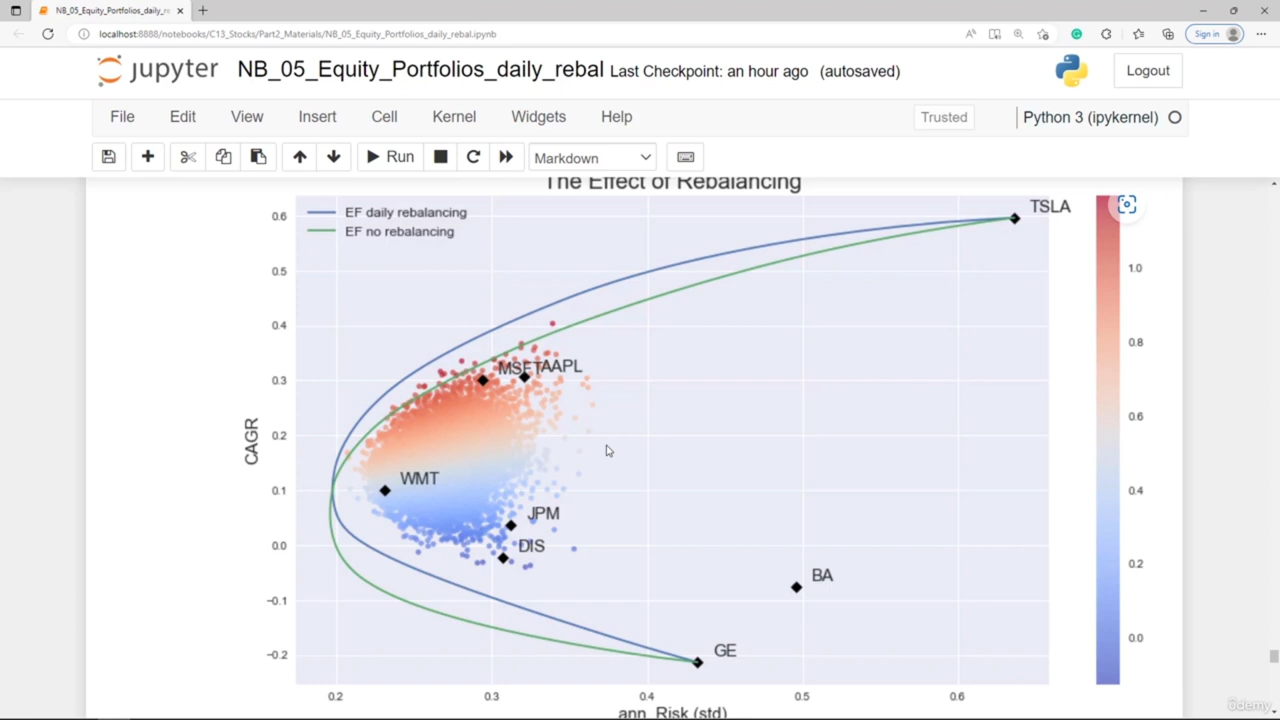 NB_05_Equity_Portfolios_daily_re
localhost:8888/notebooks/C13_Stocks/Part2_Materials/NB_05_Equity_Portfolios_daily_rebal.ipynb
Sign in
jupyter NB_05_Equity_Portfolios_daily_rebal Last Checkpoint: an hour ago (autosaved)
Logout
File Edit View Insert Cell Kernel Widgets Help
Trusted
Python 3 (ipykernel)
Run
Markdown
The Effect of Rebalancing
EF daily rebalancing
EF no rebalancing
TSLA
MSFT
AAPL
WMT
JPM
DIS
BA
GE
CAGR
0.6
0.5
0.4
0.3
0.2
0.1
0.0
−0.1
−0.2
0.2 0.3 0.4 0.5 0.6
ann. Risk (std)
1.0
0.8
0.6
0.4
0.2
0.0
ûdemy